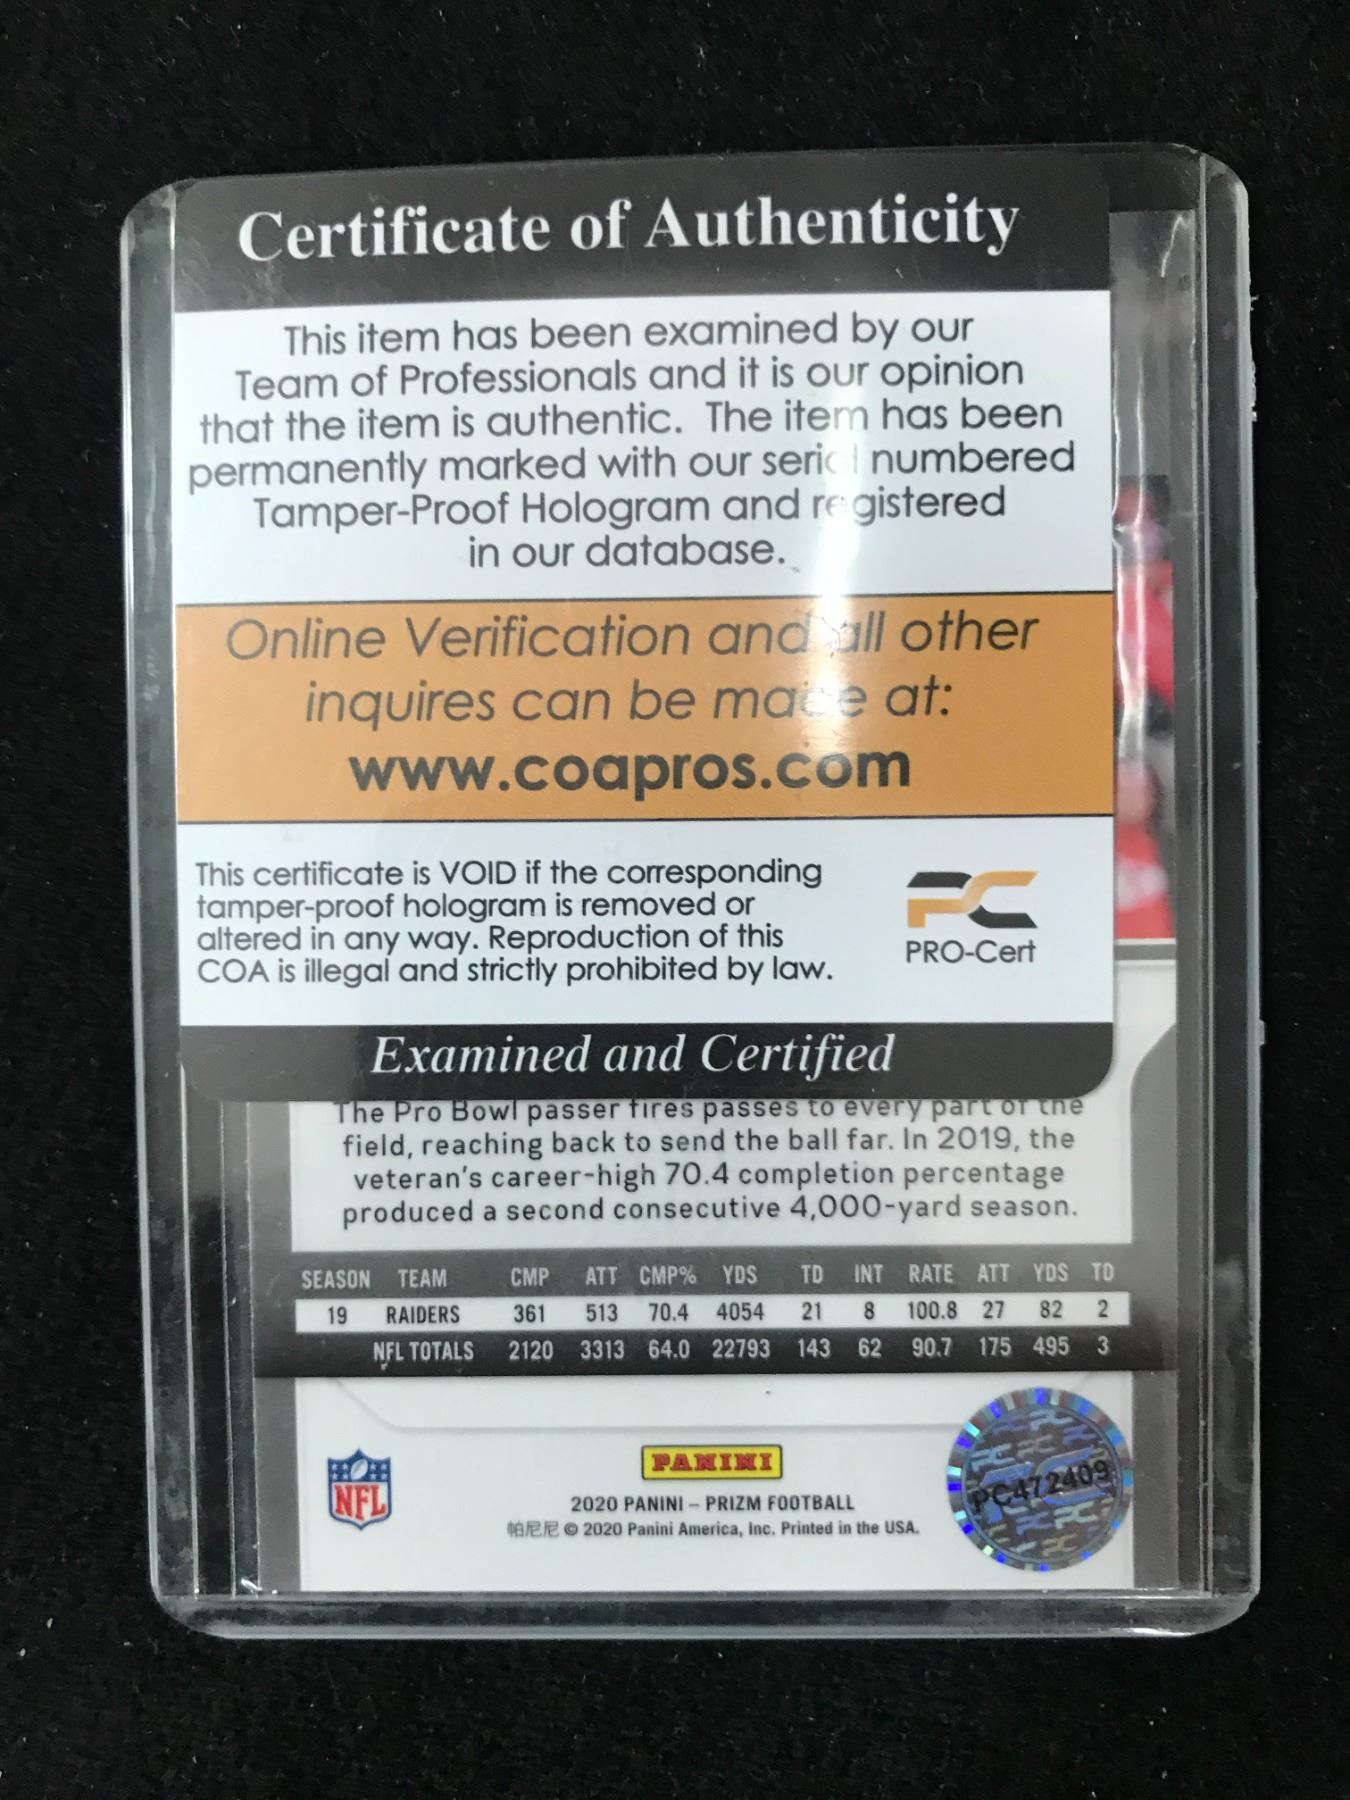 Certificate of Authenticity
This item has been examined by our
Team of Professionals and it is our opinion
that the item is authentic. The item has been
permanently marked with our serial numbered
Tamper-Proof Hologram and registered
in our database.
Online Verification and all other
inquires can be made at:
www.coapros.com
This certificate is VOID if the corresponding
tamper-proof hologram is removed or
altered in any way. Reproduction of this
COA is illegal and strictly prohibited by law.
PC
PRO-Cert
Examined and Certified
The Pro Bowl passer fires passes to every part of the
field, reaching back to send the ball far. In 2019, the
veteran's career-high 70.4 completion percentage
produced a second consecutive 4,000-yard season.
SEASON TEAM CMP ATT CMP% YDS TD INT RATE ATT YDS TD
19 RAIDERS 361 513 70.4 4054 21 8 100.8 27 82 2
NFL TOTALS 2120 3313 64.0 22793 143 62 90.7 175 495 3
NFL
PANINI
2020 PANINI – PRIZM FOOTBALL
帕尼尼 © 2020 Panini America, Inc. Printed in the USA.
PC472409